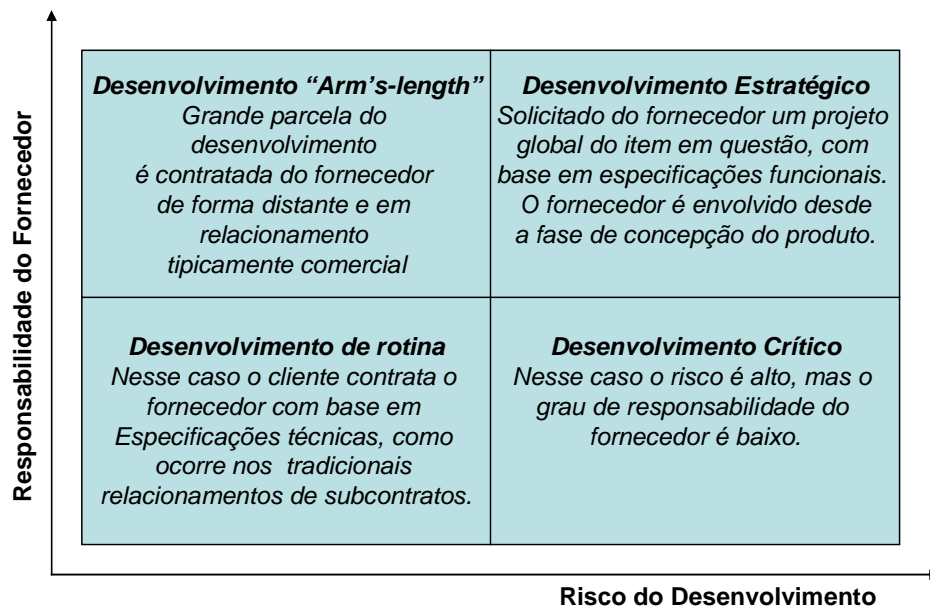 Responsabilidade do Fornecedor
Desenvolvimento “Arm’s-length”
Grande parcela do
desenvolvimento
é contratada do fornecedor
de forma distante e em
relacionamento
tipicamente comercial
Desenvolvimento Estratégico
Solicitado do fornecedor um projeto
global do item em questão, com
base em especificações funcionais.
O fornecedor é envolvido desde
a fase de concepção do produto.
Desenvolvimento de rotina
Nesse caso o cliente contrata o
fornecedor com base em
Especificações técnicas, como
ocorre nos tradicionais
relacionamentos de subcontratos.
Desenvolvimento Crítico
Nesse caso o risco é alto, mas o
grau de responsabilidade do
fornecedor é baixo.
Risco do Desenvolvimento